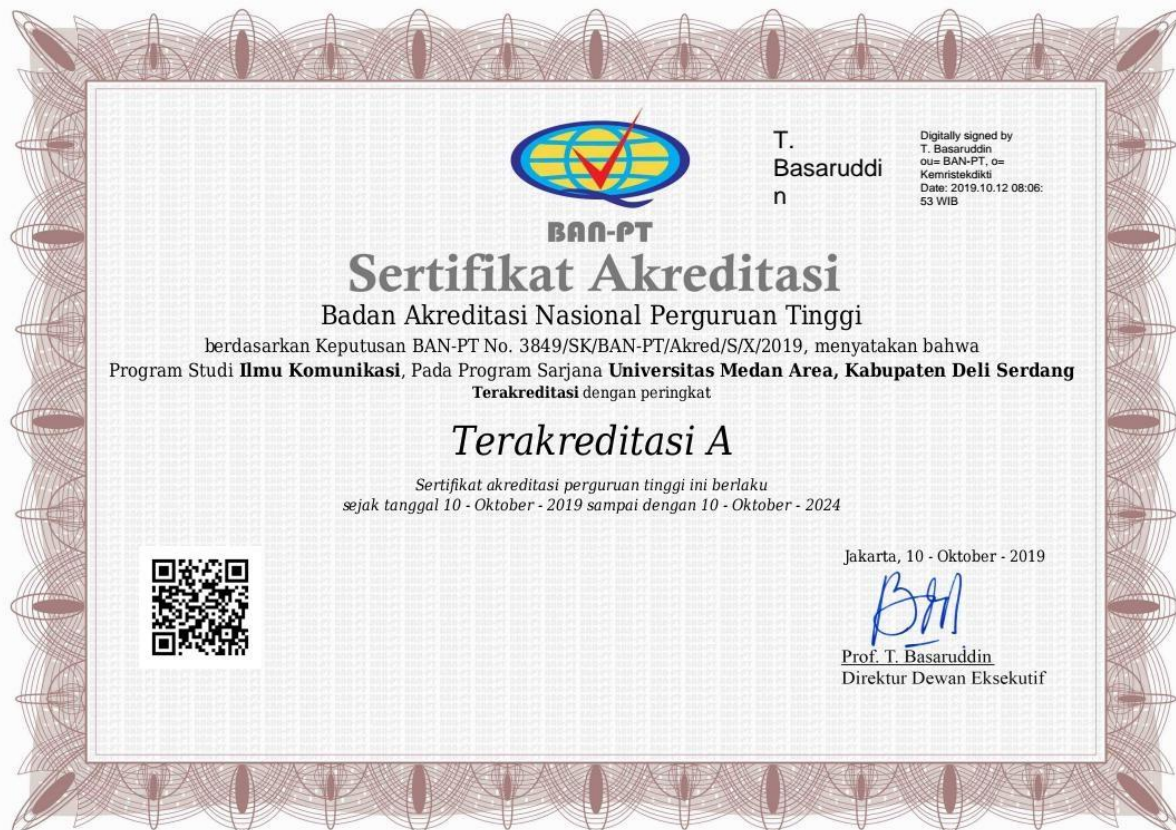 BAN-PT
T.
Basaruddi
n
Digitally signed by
T. Basaruddin
ou= BAN-PT, o=
Kemristekdikti
Date: 2019.10.12 08:06:
53 WIB
Sertifikat Akreditasi
Badan Akreditasi Nasional Perguruan Tinggi
berdasarkan Keputusan BAN-PT No. 3849/SK/BAN-PT/Akred/S/X/2019, menyatakan bahwa
Program Studi Ilmu Komunikasi, Pada Program Sarjana Universitas Medan Area, Kabupaten Deli Serdang
Terakreditasi dengan peringkat
Terakreditasi A
Sertifikat akreditasi perguruan tinggi ini berlaku
sejak tanggal 10 - Oktober - 2019 sampai dengan 10 - Oktober - 2024
Jakarta, 10 - Oktober - 2019
Prof. T. Basaruddin
Direktur Dewan Eksekutif